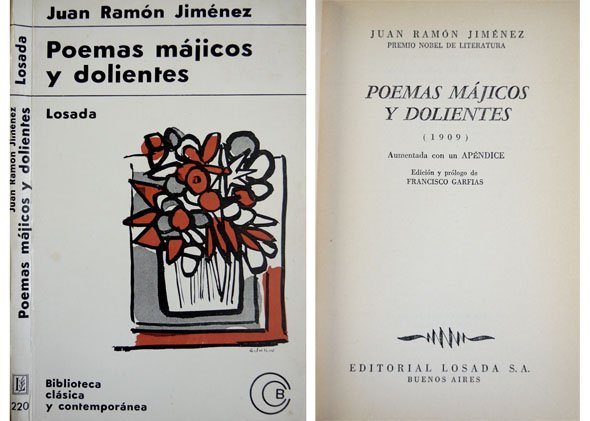 Juan Ramón Jiménez
Poemas májicos
y dolientes
Losada
Biblioteca
clásica
y contemporánea
CCB
Losada
Juan Ramón Jiménez
Poemas májicos y dolientes
220
JUAN RAMÓN JIMÉNEZ
PREMIO NOBEL DE LITERATURA
POEMAS MÁJICOS
Y DOLIENTES
(1909)
Aumentada con un APÉNDICE
Edición y prólogo de
FRANCISCO GARFIAS
EDITORIAL LOSADA S. A.
BUENOS AIRES